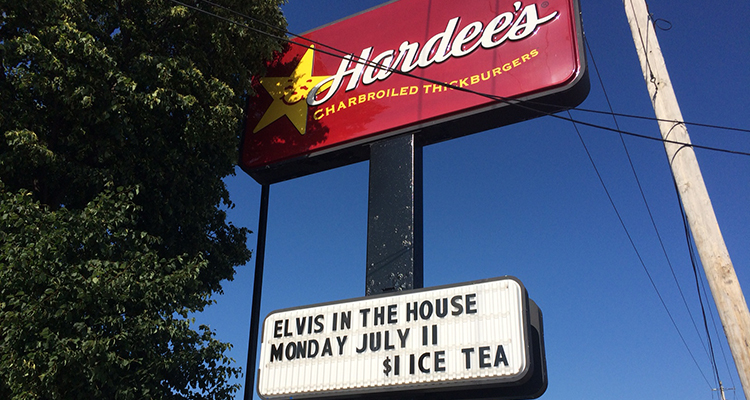 Hardee's
CHARBROILED THICKBURGERS
ELVIS IN THE HOUSE
MONDAY JULY 11
$1 ICE TEA